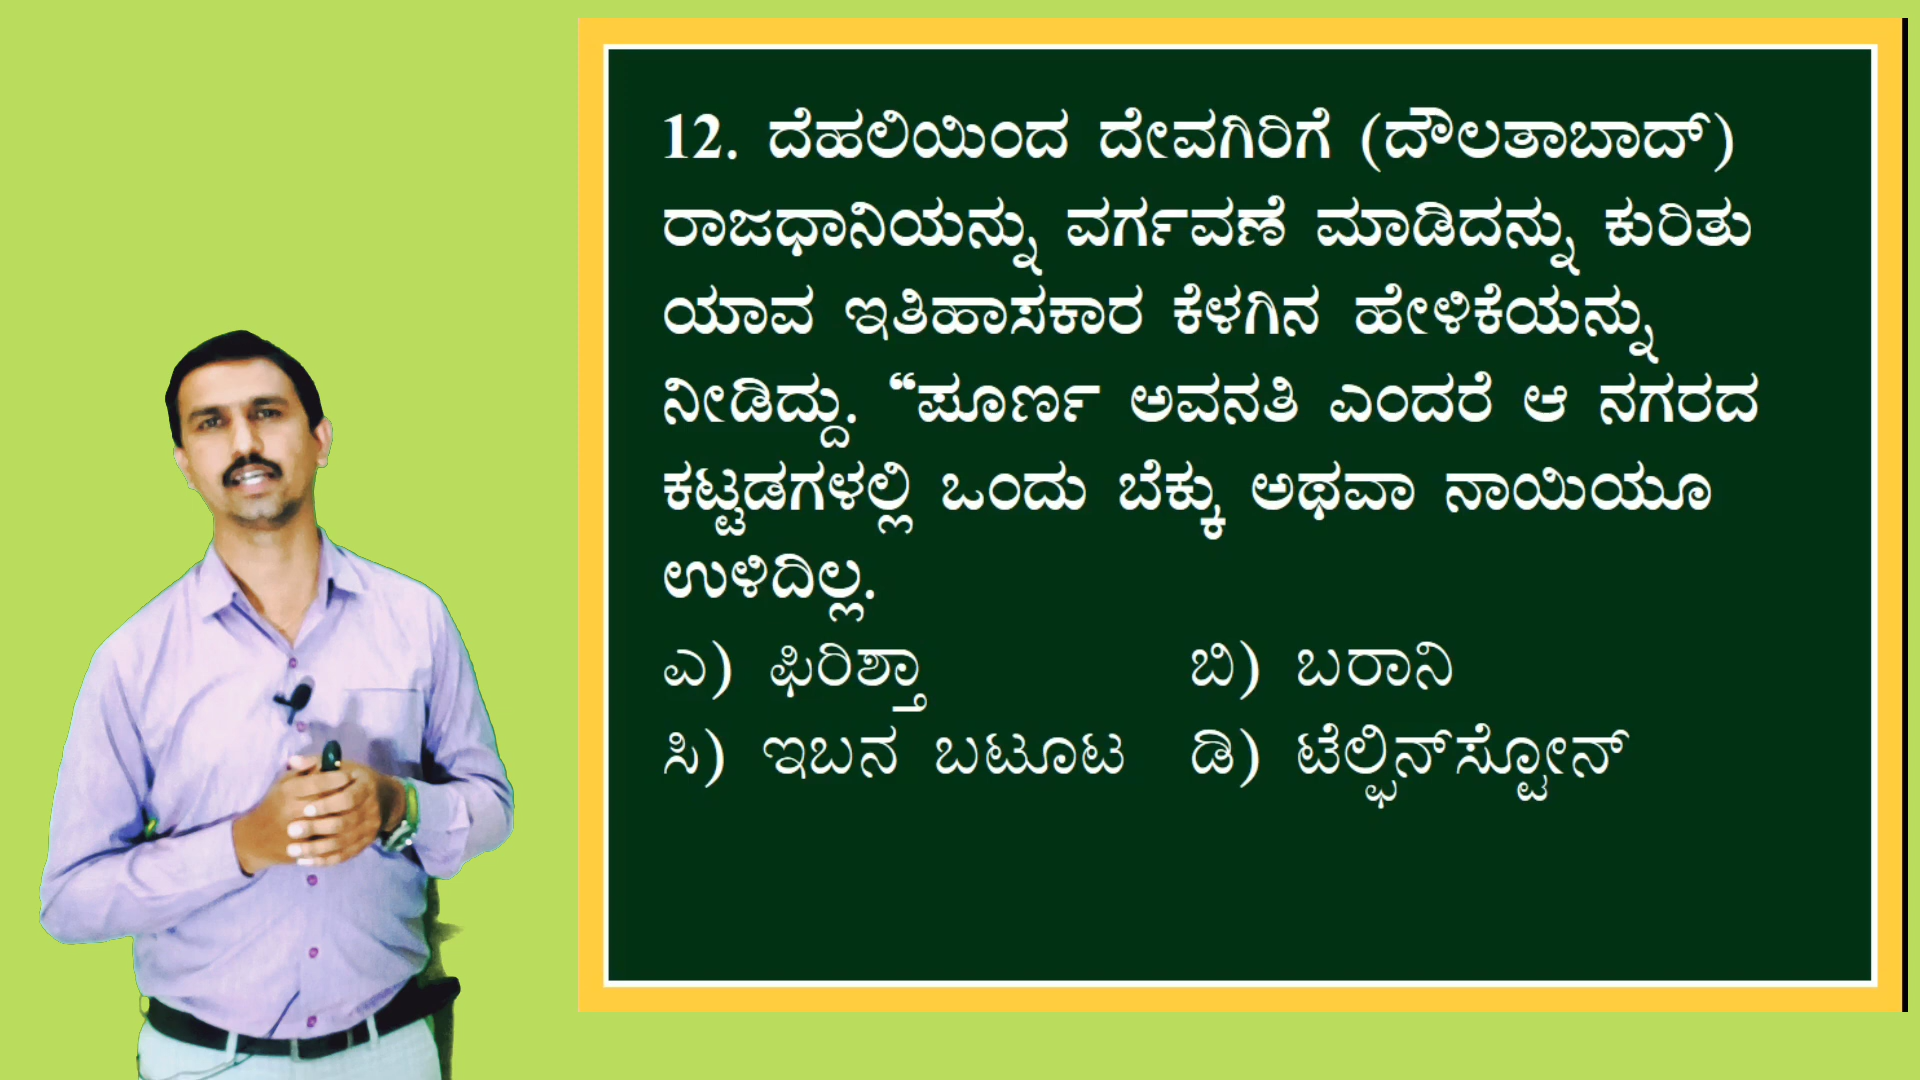 12. ದೆಹಲಿಯಿಂದ ದೇವಗಿರಿಗೆ (ದೌಲತಾಬಾದ್)
ರಾಜಧಾನಿಯನ್ನು ವರ್ಗವಣೆ ಮಾಡಿದನ್ನು ಕುರಿತು
ಯಾವ ಇತಿಹಾಸಕಾರ ಕೆಳಗಿನ ಹೇಳಿಕೆಯನ್ನು
ನೀಡಿದ್ದು. “ಪೂರ್ಣ ಅವನತಿ ಎಂದರೆ ಆ ನಗರದ
ಕಟ್ಟಡಗಳಲ್ಲಿ ಒಂದು ಬೆಕ್ಕು ಅಥವಾ ನಾಯಿಯೂ
ಉಳಿದಿಲ್ಲ.
ಎ) ಫಿರಿಶ್ತಾ ಬಿ) ಬರಾನಿ
ಸಿ) ಇಬನ ಬಟೂಟ ಡಿ) ಟೆಲ್ಫಿನ್‌ಸ್ಟೋನ್